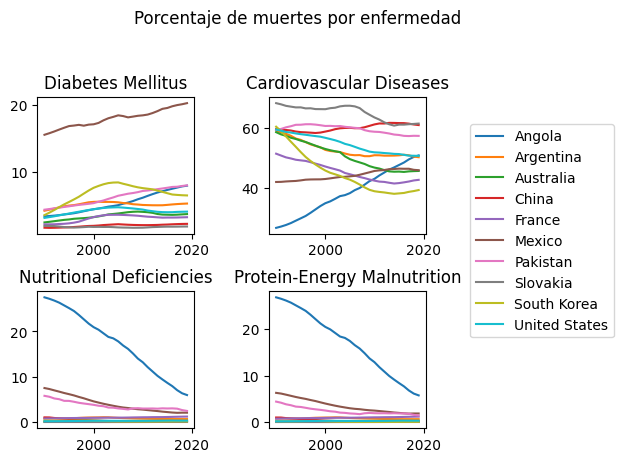 Porcentaje de muertes por enfermedad
Diabetes Mellitus
20
10
2000
2020
Cardiovascular Diseases
60
40
2000
2020
Nutritional Deficiencies
20
10
0
2000
2020
Protein-Energy Malnutrition
20
10
0
2000
2020
Angola
Argentina
Australia
China
France
Mexico
Pakistan
Slovakia
South Korea
United States